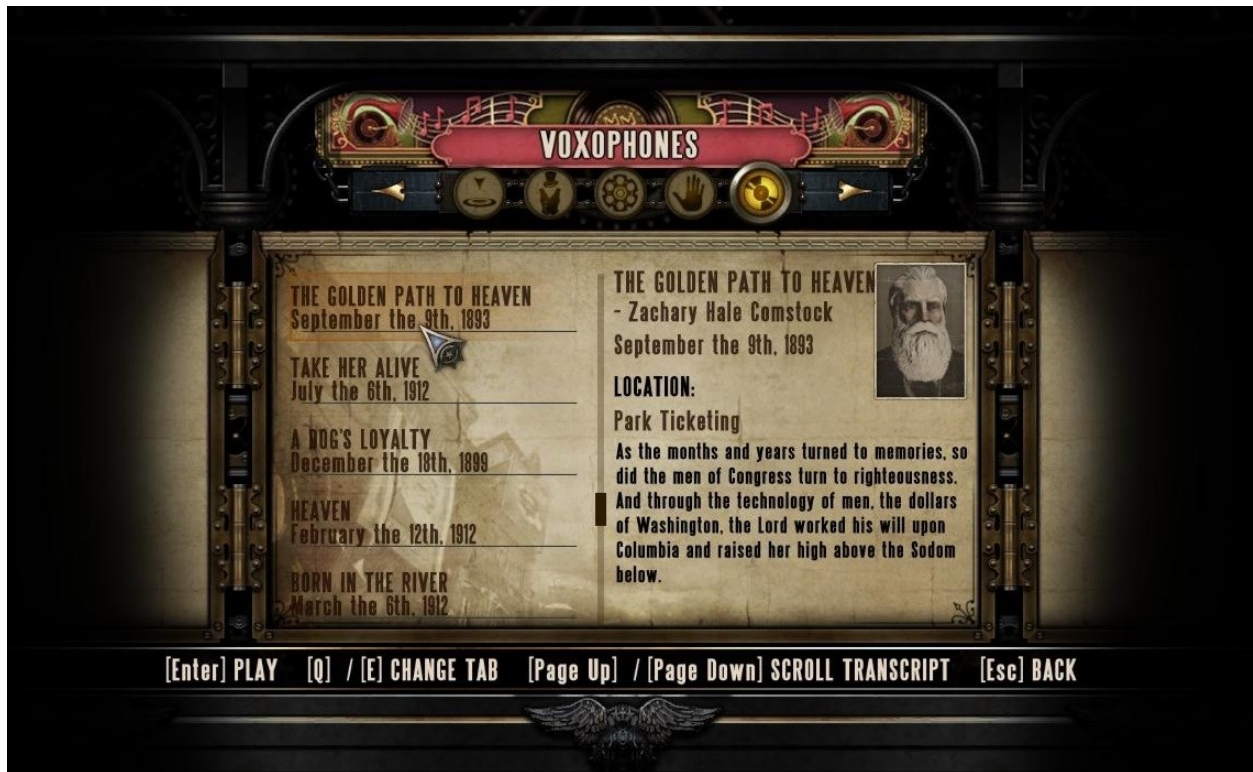 VOXOPHONES
THE GOLDEN PATH TO HEAVEN
September the 9th, 1893
TAKE HER ALIVE
July the 6th, 1912
A DOG'S LOYALTY
December the 18th, 1899
HEAVEN
February the 12th, 1912
BORN IN THE RIVER
March the 6th, 1912
THE GOLDEN PATH TO HEAVEN
- Zachary Hale Comstock
September the 9th, 1893
LOCATION:
Park Ticketing
As the months and years turned to memories, so
did the men of Congress turn to righteousness.
And through the technology of men, the dollars
of Washington, the Lord worked his will upon
Columbia and raised her high above the Sodom
below.
[Enter] PLAY [Q] / [E] CHANGE TAB [Page Up] / [Page Down] SCROLL TRANSCRIPT [Esc] BACK